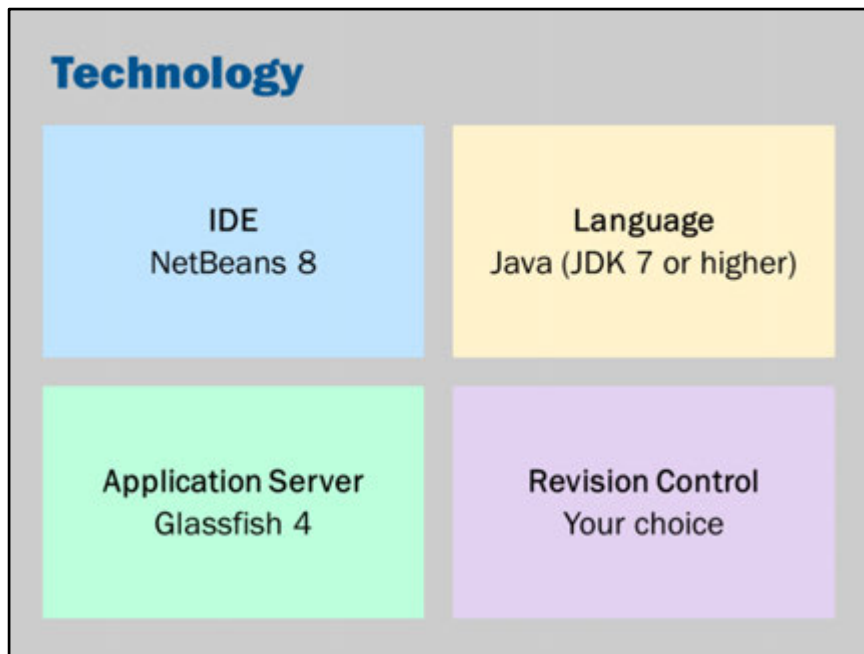 Technology
IDE
NetBeans 8
Language
Java (JDK 7 or higher)
Application Server
Glassfish 4
Revision Control
Your choice